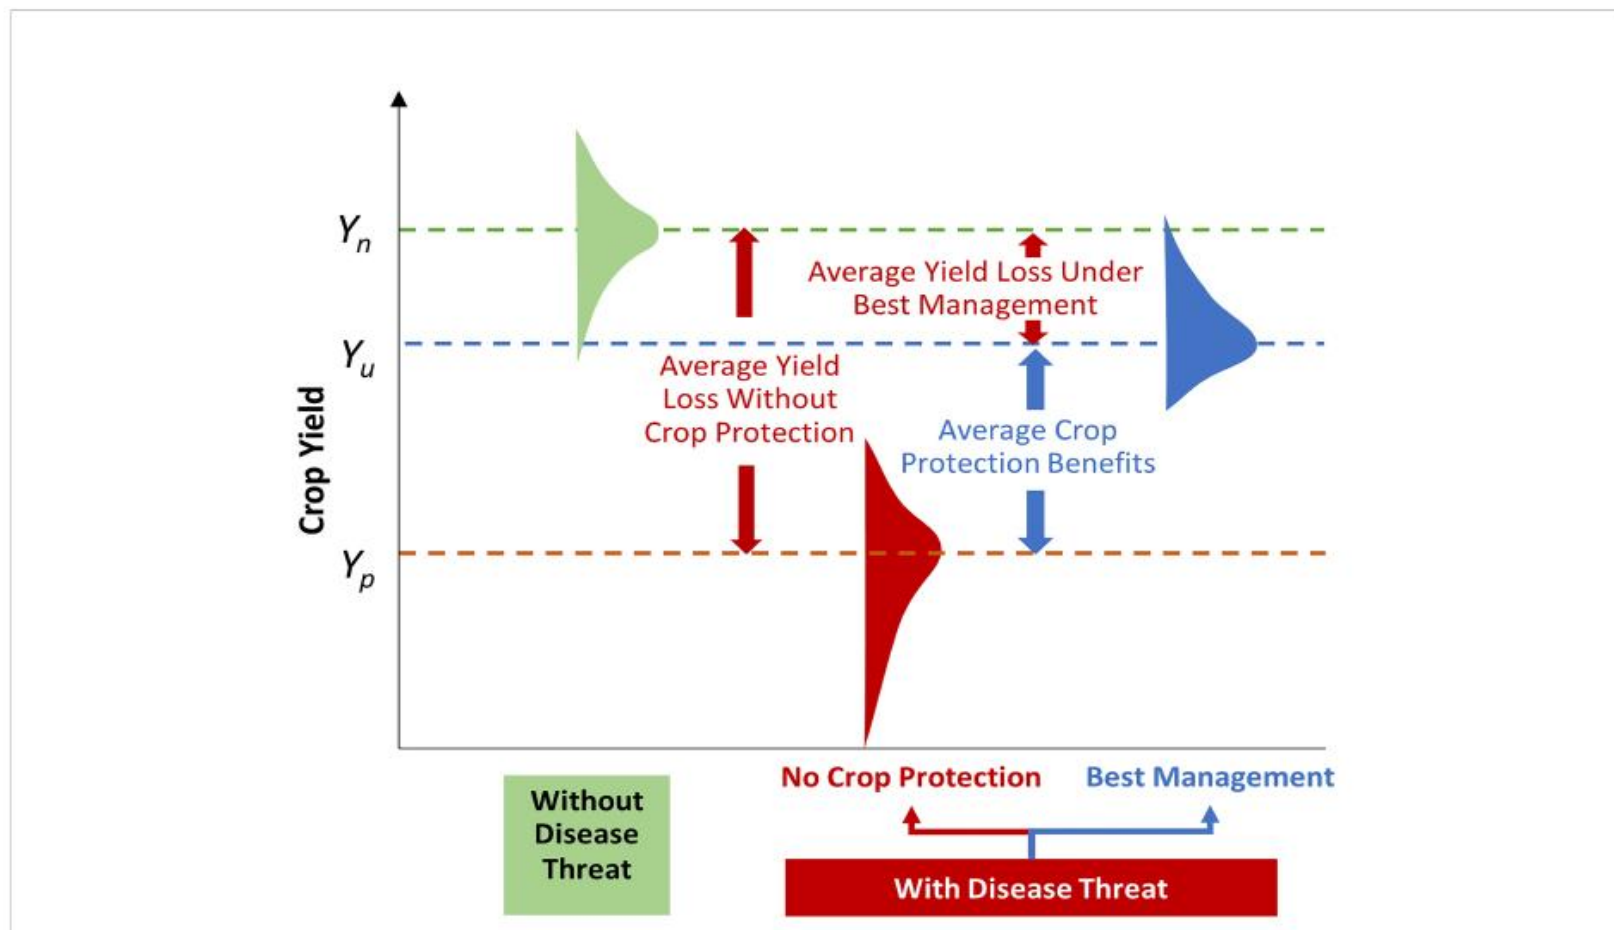 Crop Yield
Yn
Yu
Yp
Average Yield Loss Under
Best Management
Average Yield
Loss Without
Crop Protection
Average Crop
Protection Benefits
No Crop Protection
Best Management
Without
Disease
Threat
With Disease Threat